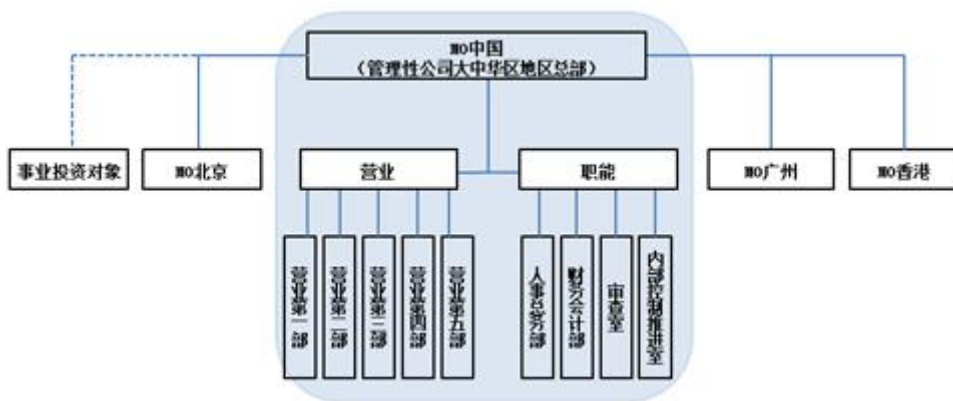 MO中国
（管理性公司大中华区地区总部）
事业投资对象
MO北京
营业
职能
MO广州
MO香港
营业第一部
营业第二部
营业第三部
营业第四部
营业第五部
人事总务部
财务会计部
审查室
内部控制推进室